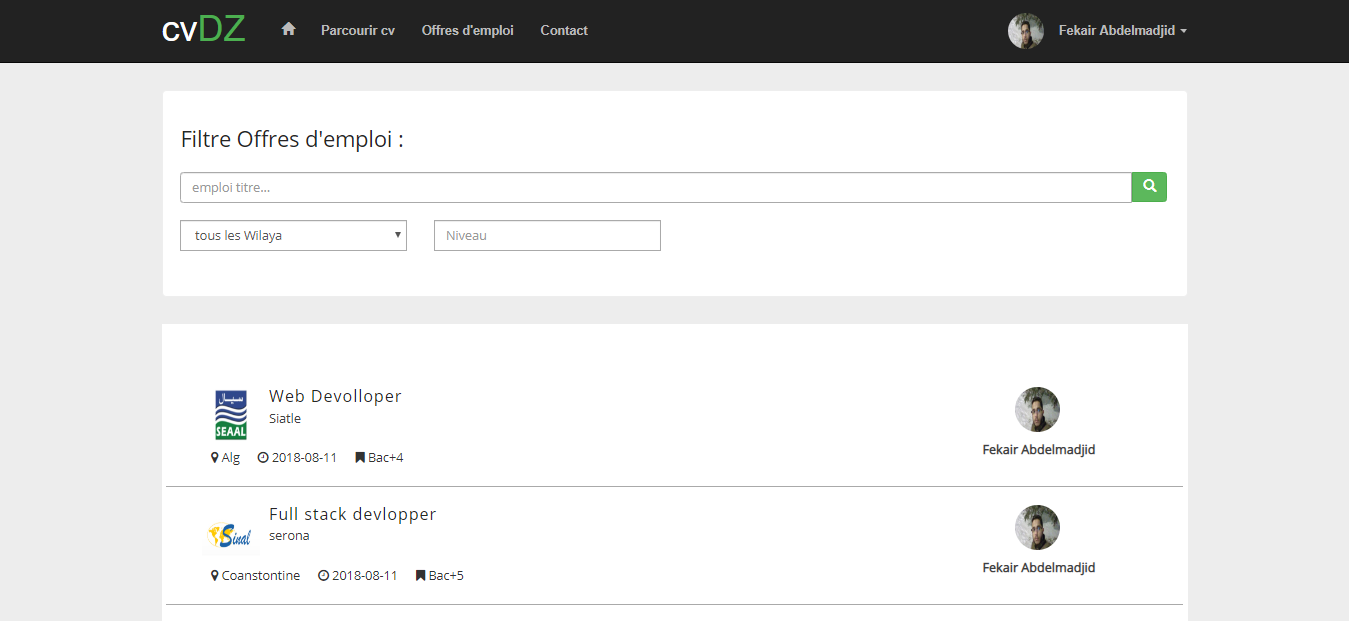 cvDZ Parcourir cv Offres d'emploi Contact Fekair Abdelmadjid
Filtre Offres d'emploi :
emploi titre...
tous les Wilaya Niveau
سيال
SEAAL
Web Devolloper
Siatle
Alg 2018-08-11 Bac+4
Fekair Abdelmadjid
Sinal
Full stack devlopper
serona
Coanstontine 2018-08-11 Bac+5
Fekair Abdelmadjid